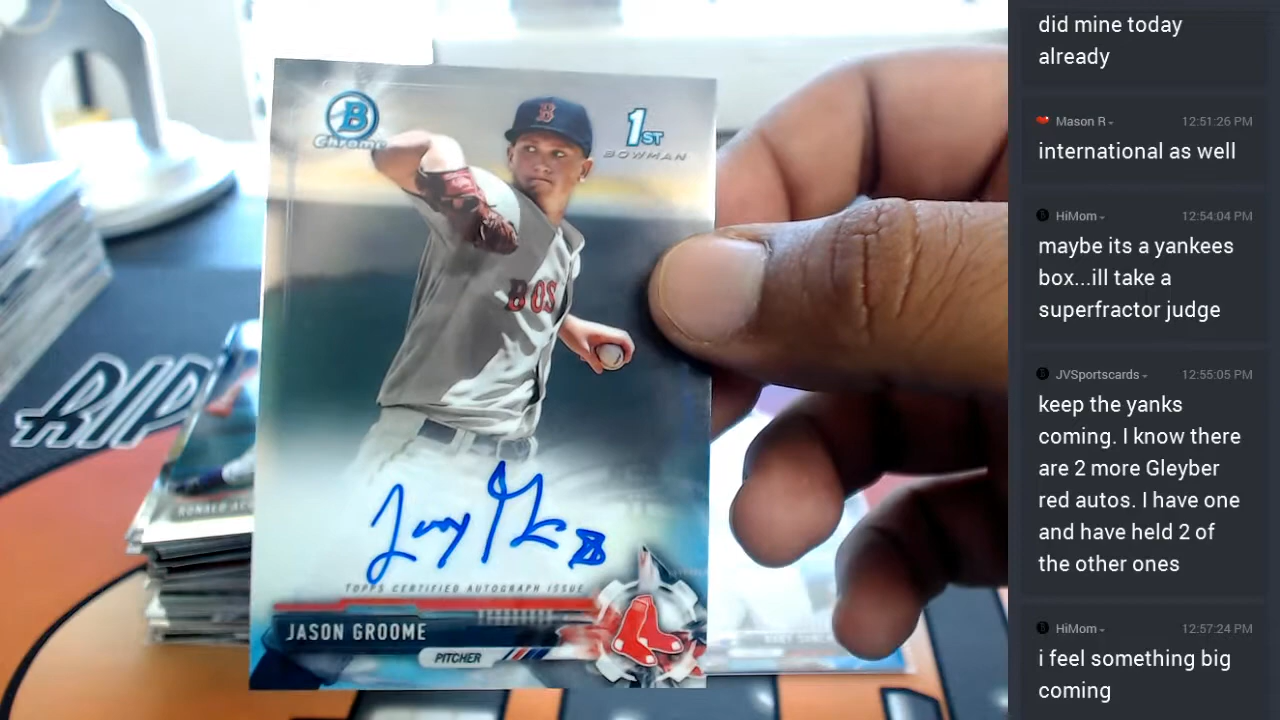 B
Chrome
B
1ST
BOWMAN
BOS
TOPPS CERTIFIED AUTOGRAPH ISSUE
JASON GROOME
PITCHER
RIP
RONALD
did mine today
already
Mason R
12:51:26 PM
international as well
HiMom
12:54:04 PM
maybe its a yankees
box...ill take a
superfractor judge
JVSportscards
12:55:05 PM
keep the yanks
coming. I know there
are 2 more Gleyber
red autos. I have one
and have held 2 of
the other ones
HiMom
12:57:24 PM
i feel something big
coming